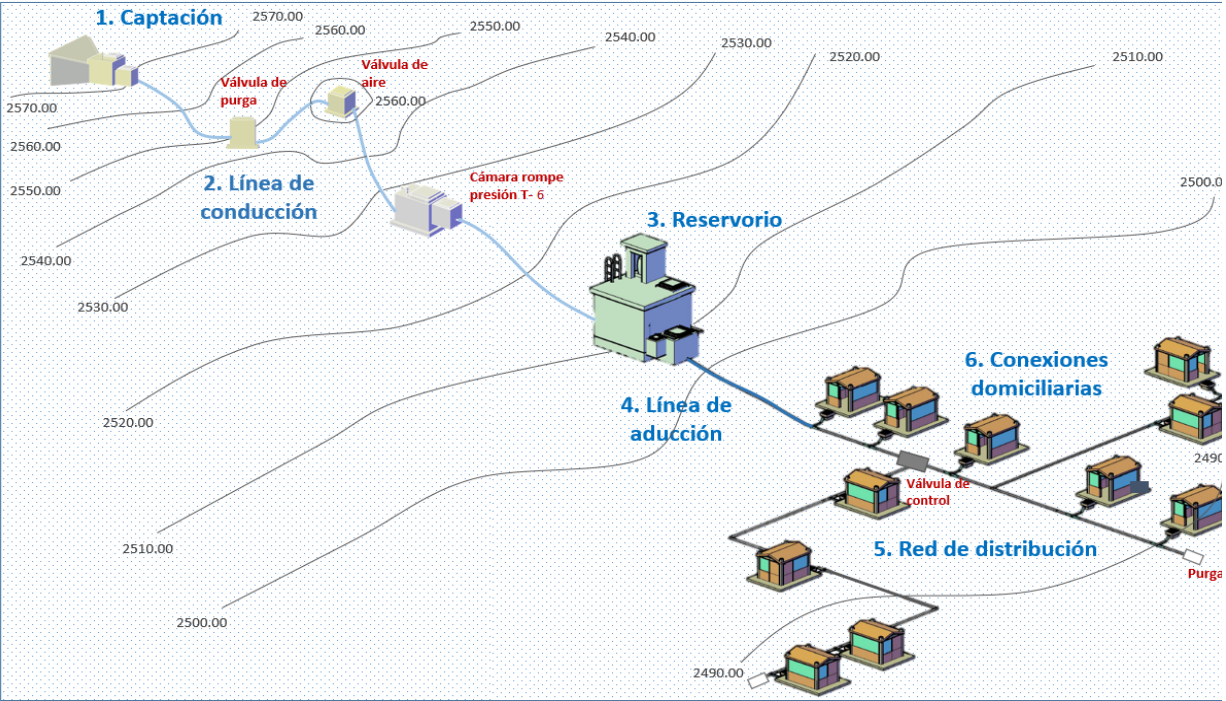 1. Captación
2570.00
2560.00
2550.00
2540.00
2530.00
2520.00
2510.00
Válvula de
purga
Válvula de
aire
2560.00
2570.00
2560.00
2550.00
2540.00
2530.00
2520.00
2510.00
2500.00
2. Línea de
conducción
Cámara rompe
presión T- 6
3. Reservorio
2500.0
4. Línea de
aducción
6. Conexiones
domiciliarias
2490
Válvula de
control
5. Red de distribución
Purga
2490.00